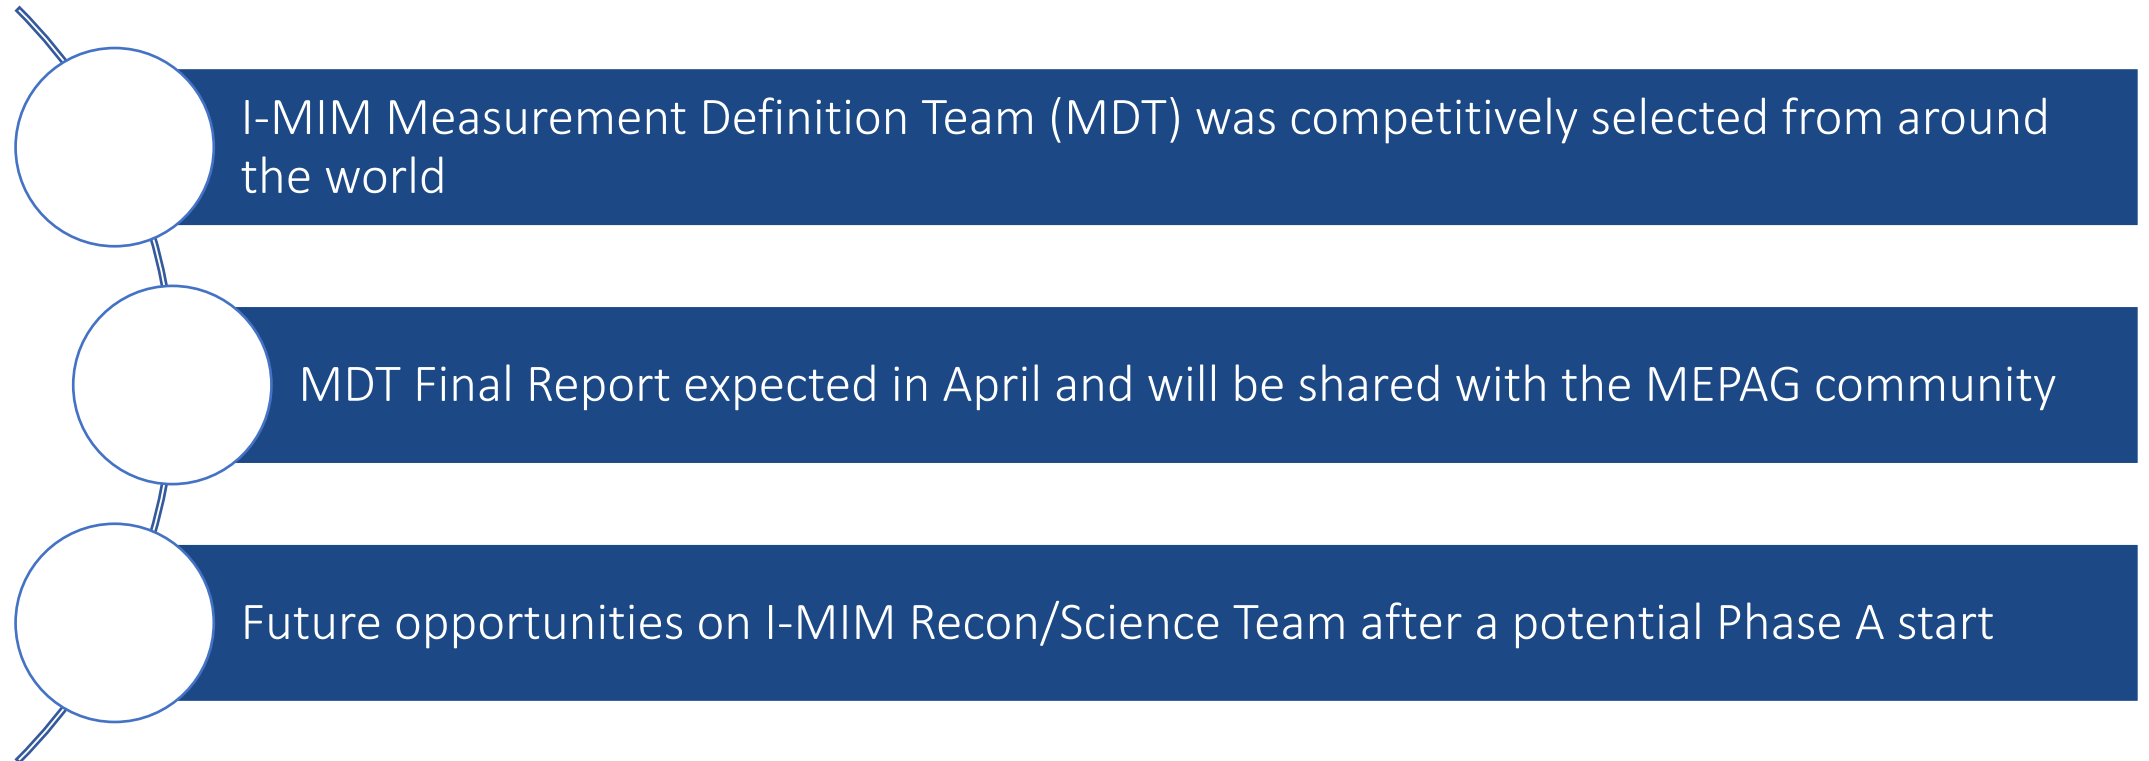 I-MIM Measurement Definition Team (MDT) was competitively selected from around
the world
MDT Final Report expected in April and will be shared with the MEPAG community
Future opportunities on I-MIM Recon/Science Team after a potential Phase A start